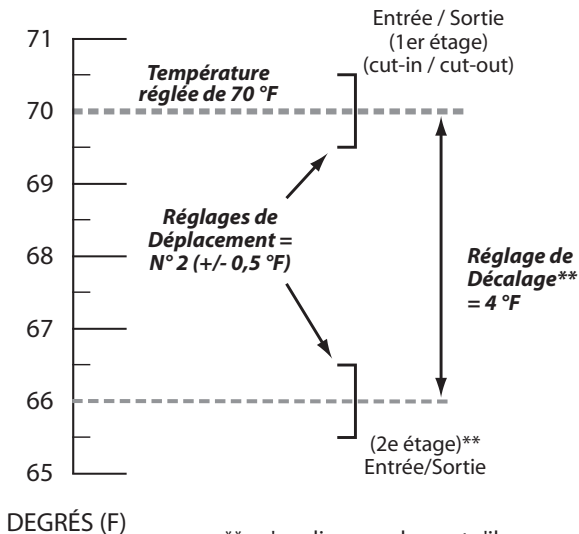 Entrée / Sortie
(1er étage)
(cut-in / cut-out)
71
Température
réglée de 70 °F
70
69
Réglages de
Déplacement =
N° 2 (+/- 0,5 °F)
68
Réglage de
Décalage**
= 4 °F
67
66
(2e étage)**
Entrée/Sortie
65
DEGRÉS (F)